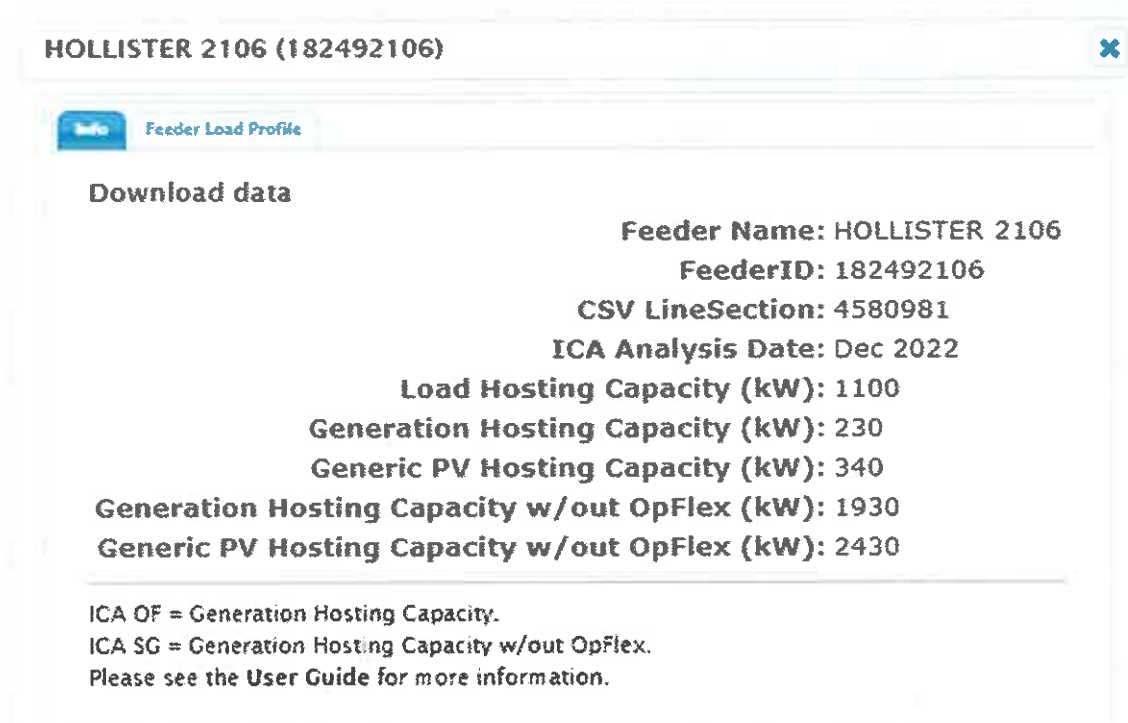 HOLLISTER 2106 (182492106)
Info
Feeder Load Profile
Download data
Feeder Name: HOLLISTER 2106
FeederID: 182492106
CSV LineSection: 4580981
ICA Analysis Date: Dec 2022
Load Hosting Capacity (kW): 1100
Generation Hosting Capacity (kW): 230
Generic PV Hosting Capacity (kW): 340
Generation Hosting Capacity w/out OpFlex (kW): 1930
Generic PV Hosting Capacity w/out OpFlex (kW): 2430
ICA OF = Generation Hosting Capacity.
ICA SG = Generation Hosting Capacity w/out OpFlex.
Please see the User Guide for more information.